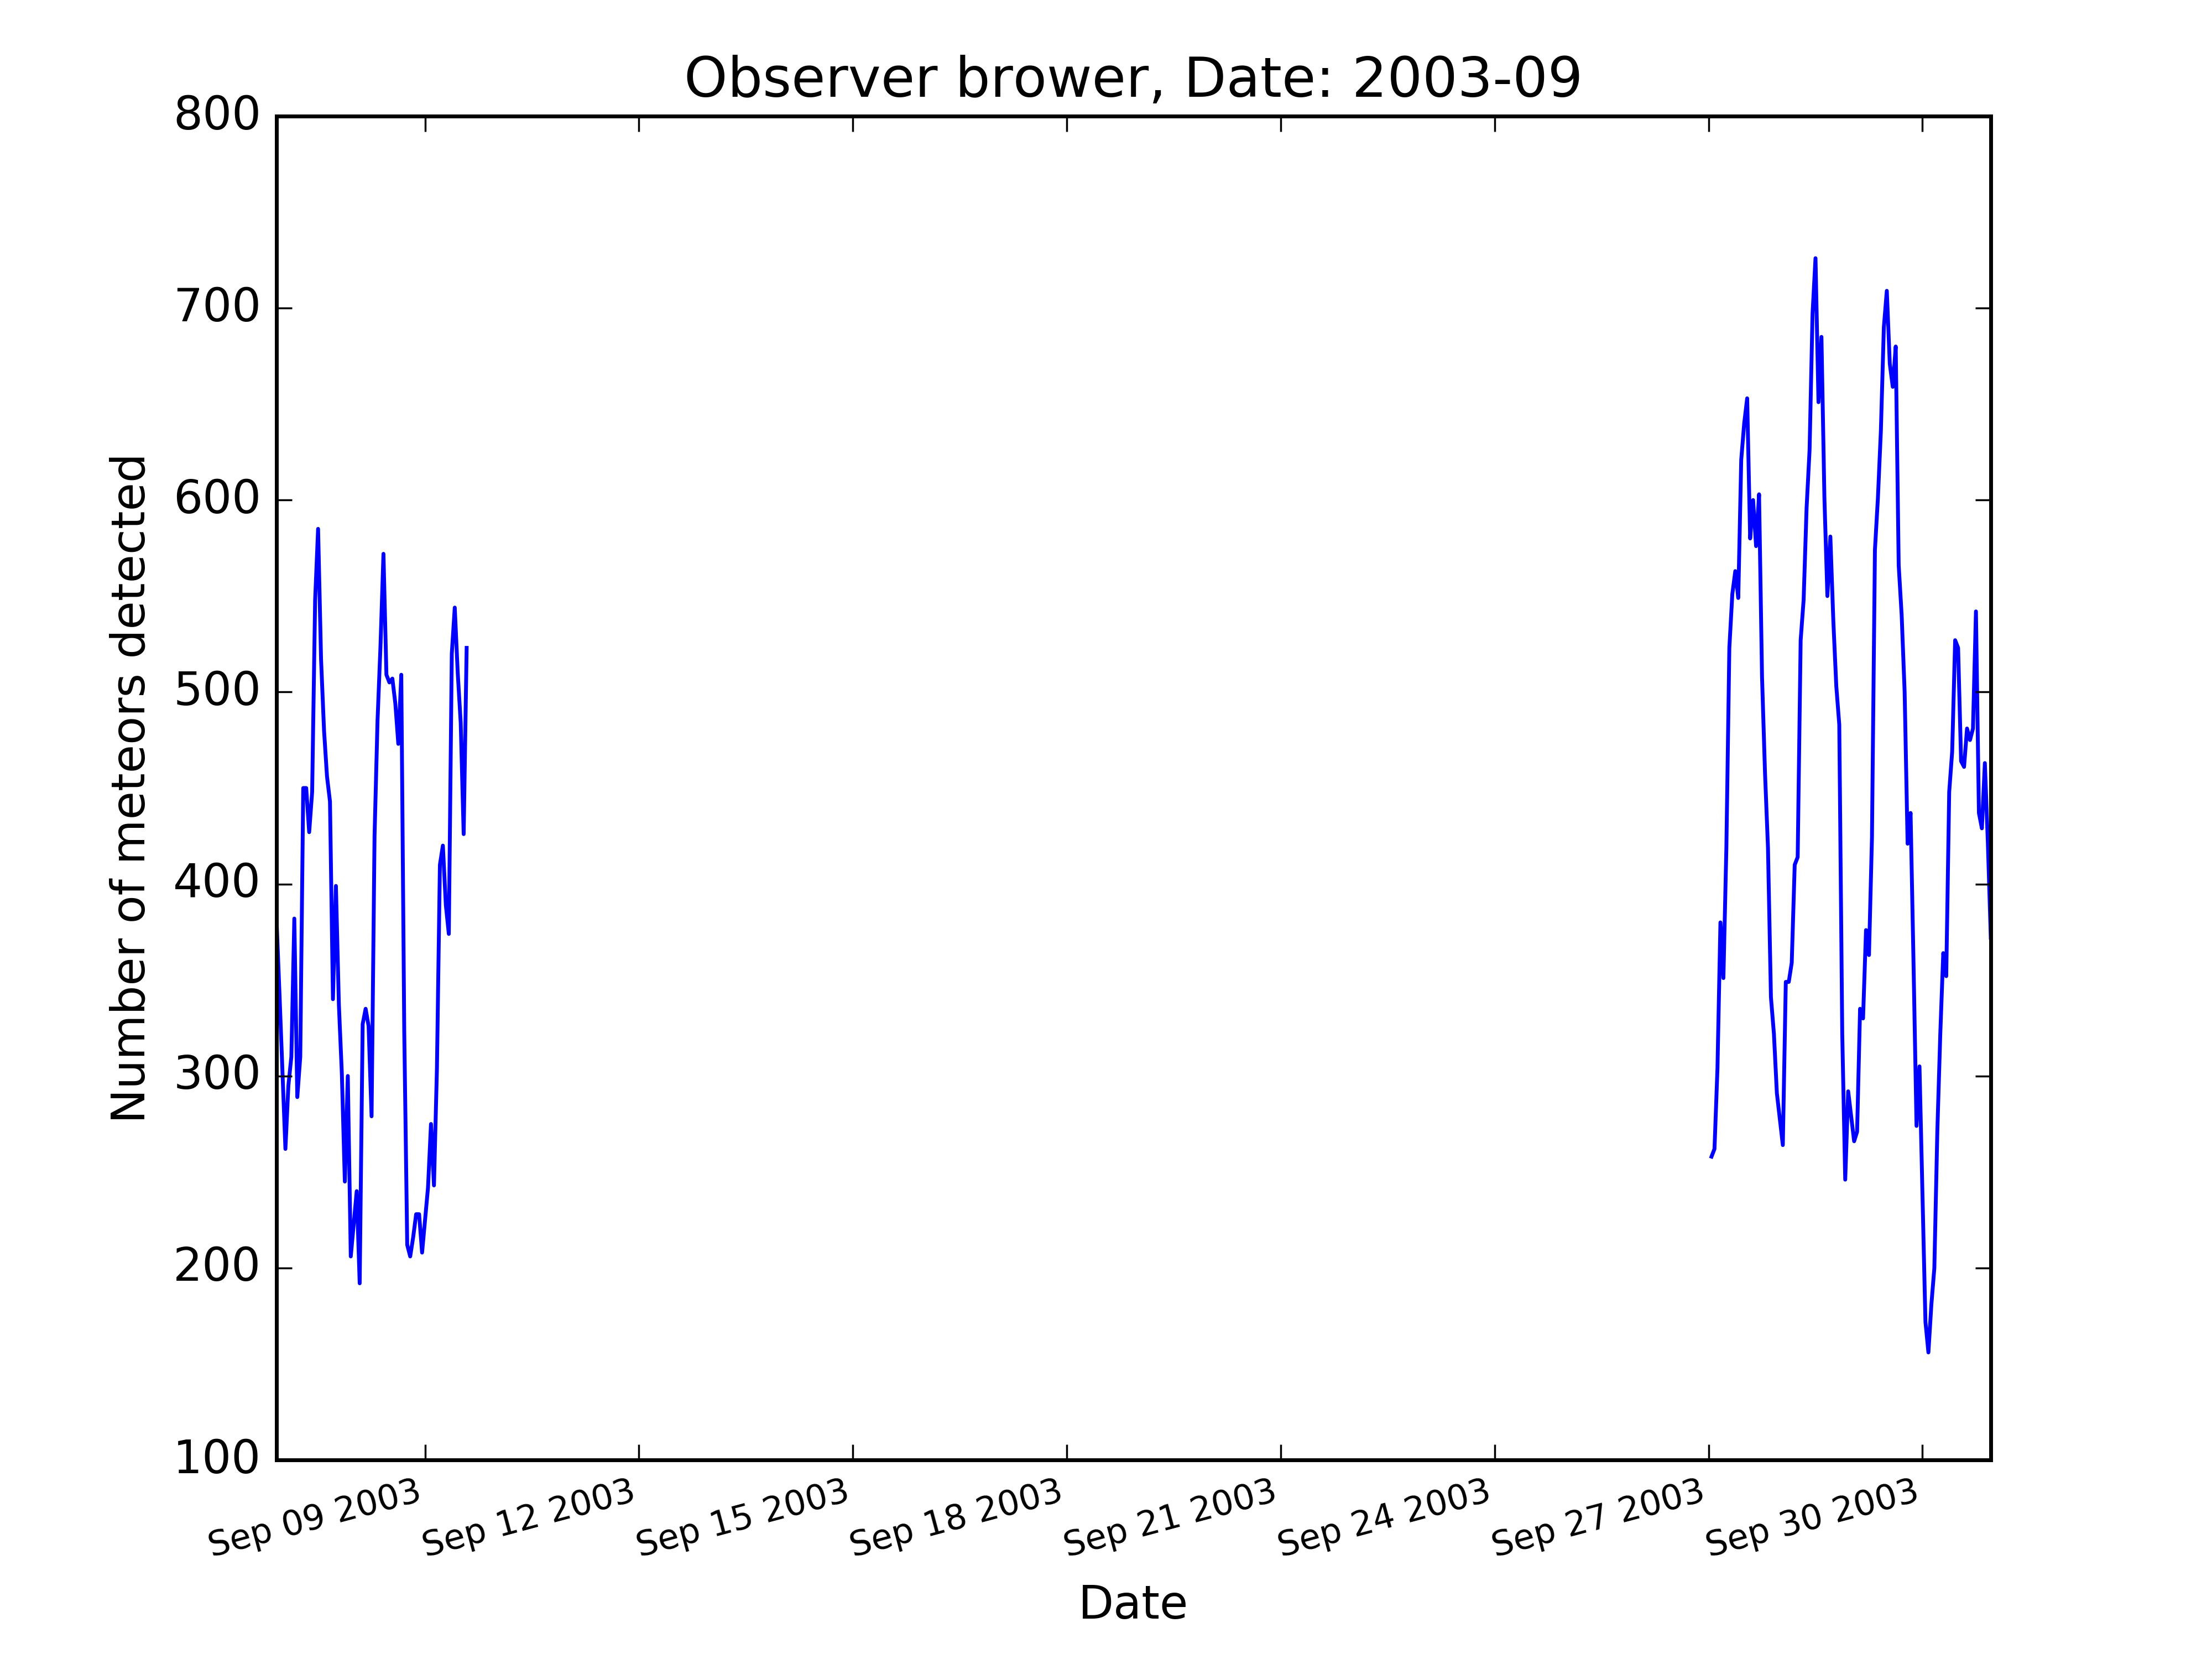 Observer brower, Date: 2003-09
800
700
600
500
400
300
200
100
Number of meteors detected
Sep 09 2003
Sep 12 2003
Sep 15 2003
Sep 18 2003
Sep 21 2003
Sep 24 2003
Sep 27 2003
Sep 30 2003
Date